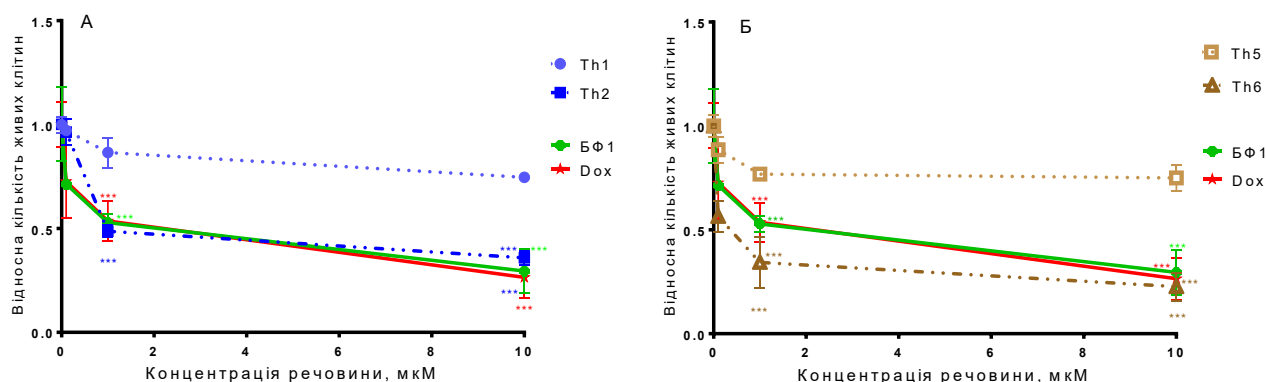 А
Відносна кількість живих клітин
1.5
1.0
0.5
0.0
0
2
4
6
8
10
Концентрація речовини, мкМ
***
***
***
***
***
***
***
Th1
Th2
БФ1
Dox
Б
Відносна кількість живих клітин
1.5
1.0
0.5
0.0
0
2
4
6
8
10
Концентрація речовини, мкМ
***
***
***
***
***
***
***
***
Th5
Th6
БФ1
Dox